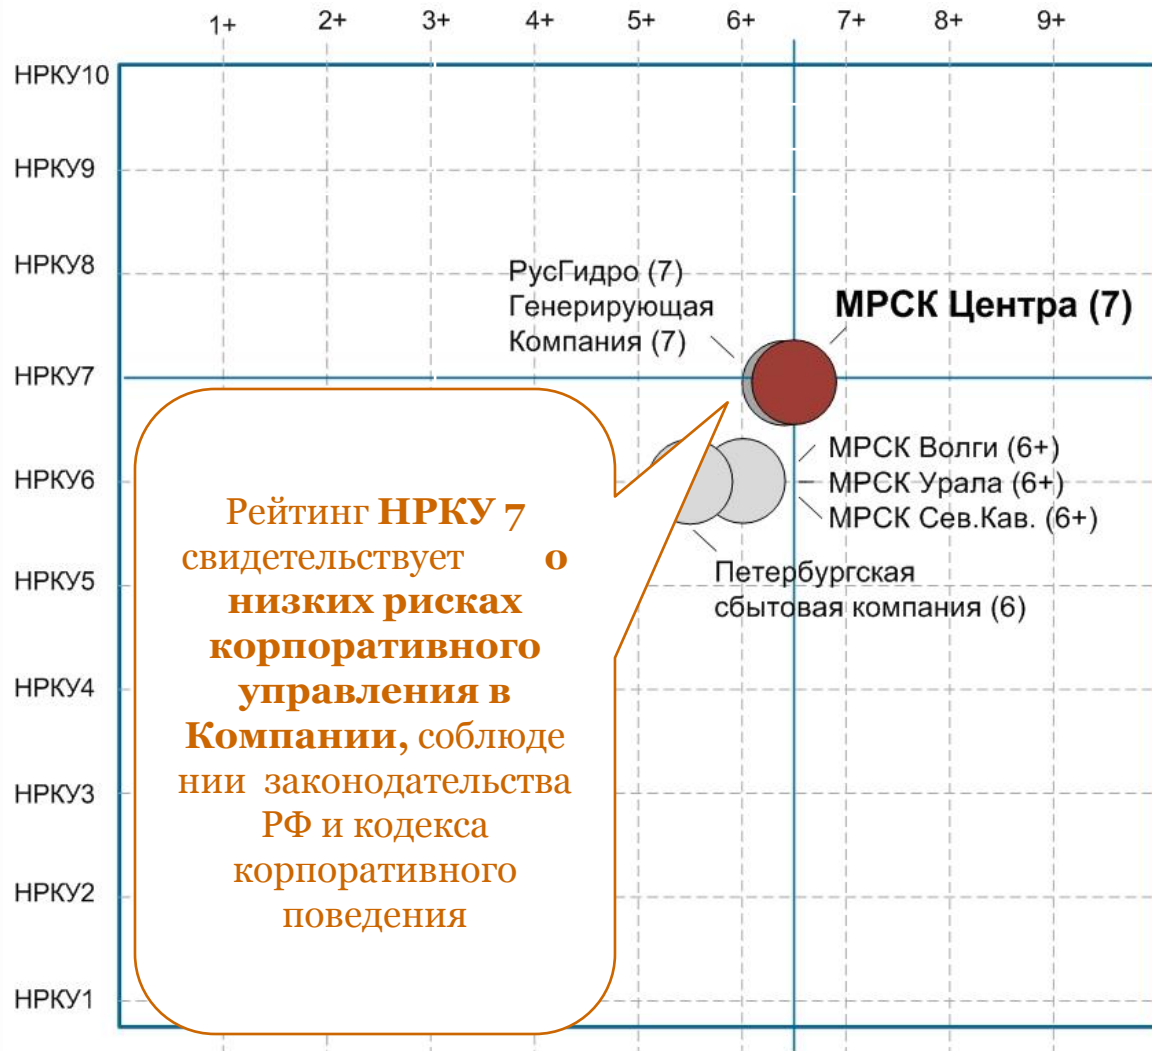 1+ 2+ 3+ 4+ 5+ 6+ 7+ 8+ 9+
НРКУ10
НРКУ9
НРКУ8
НРКУ7
НРКУ6
НРКУ5
НРКУ4
НРКУ3
НРКУ2
НРКУ1
РусГидро (7)
Генерирующая
Компания (7)
МРСК Центра (7)
МРСК Волги (6+)
МРСК Урала (6+)
МРСК Сев.Кав. (6+)
Петербургская
сбытовая компания (6)
Рейтинг НРКУ 7
свидетельствует о
низких рисках
корпоративного
управления в
Компании, соблюде
нии законодательства
РФ и кодекса
корпоративного
поведения